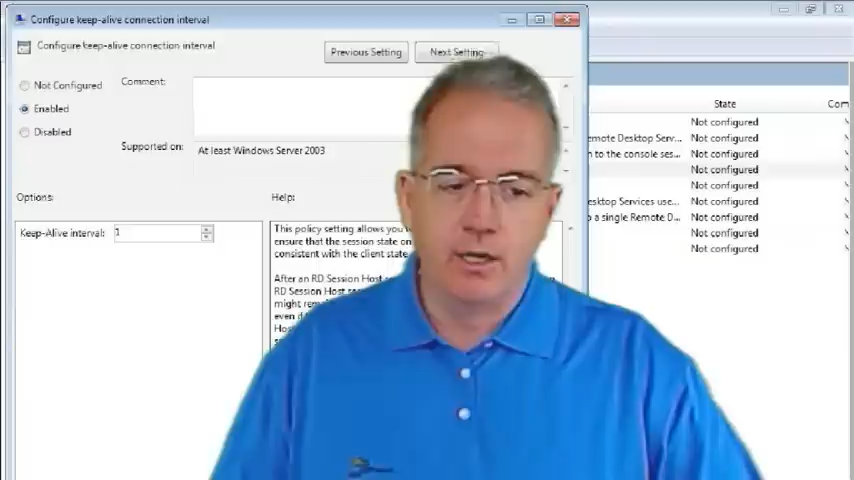 Configure keep-alive connection interval
Configure keep-alive connection interval
Previous Setting
Next Setting
Not Configured
Comment:
Enabled
Disabled
Supported on:
At least Windows Server 2003
Options:
Help:
Keep-Alive interval: 1
This policy setting allows you
ensure that the session state on
consistent with the client state
After an RD Session Host
RD Session Host
might
even
State
Com
Not configured
emote Desktop Serv... Not configured
n to the console ses... Not configured
Not configured
Not configured
esktop Services use... Not configured
o a single Remote D... Not configured
Not configured
Not configured